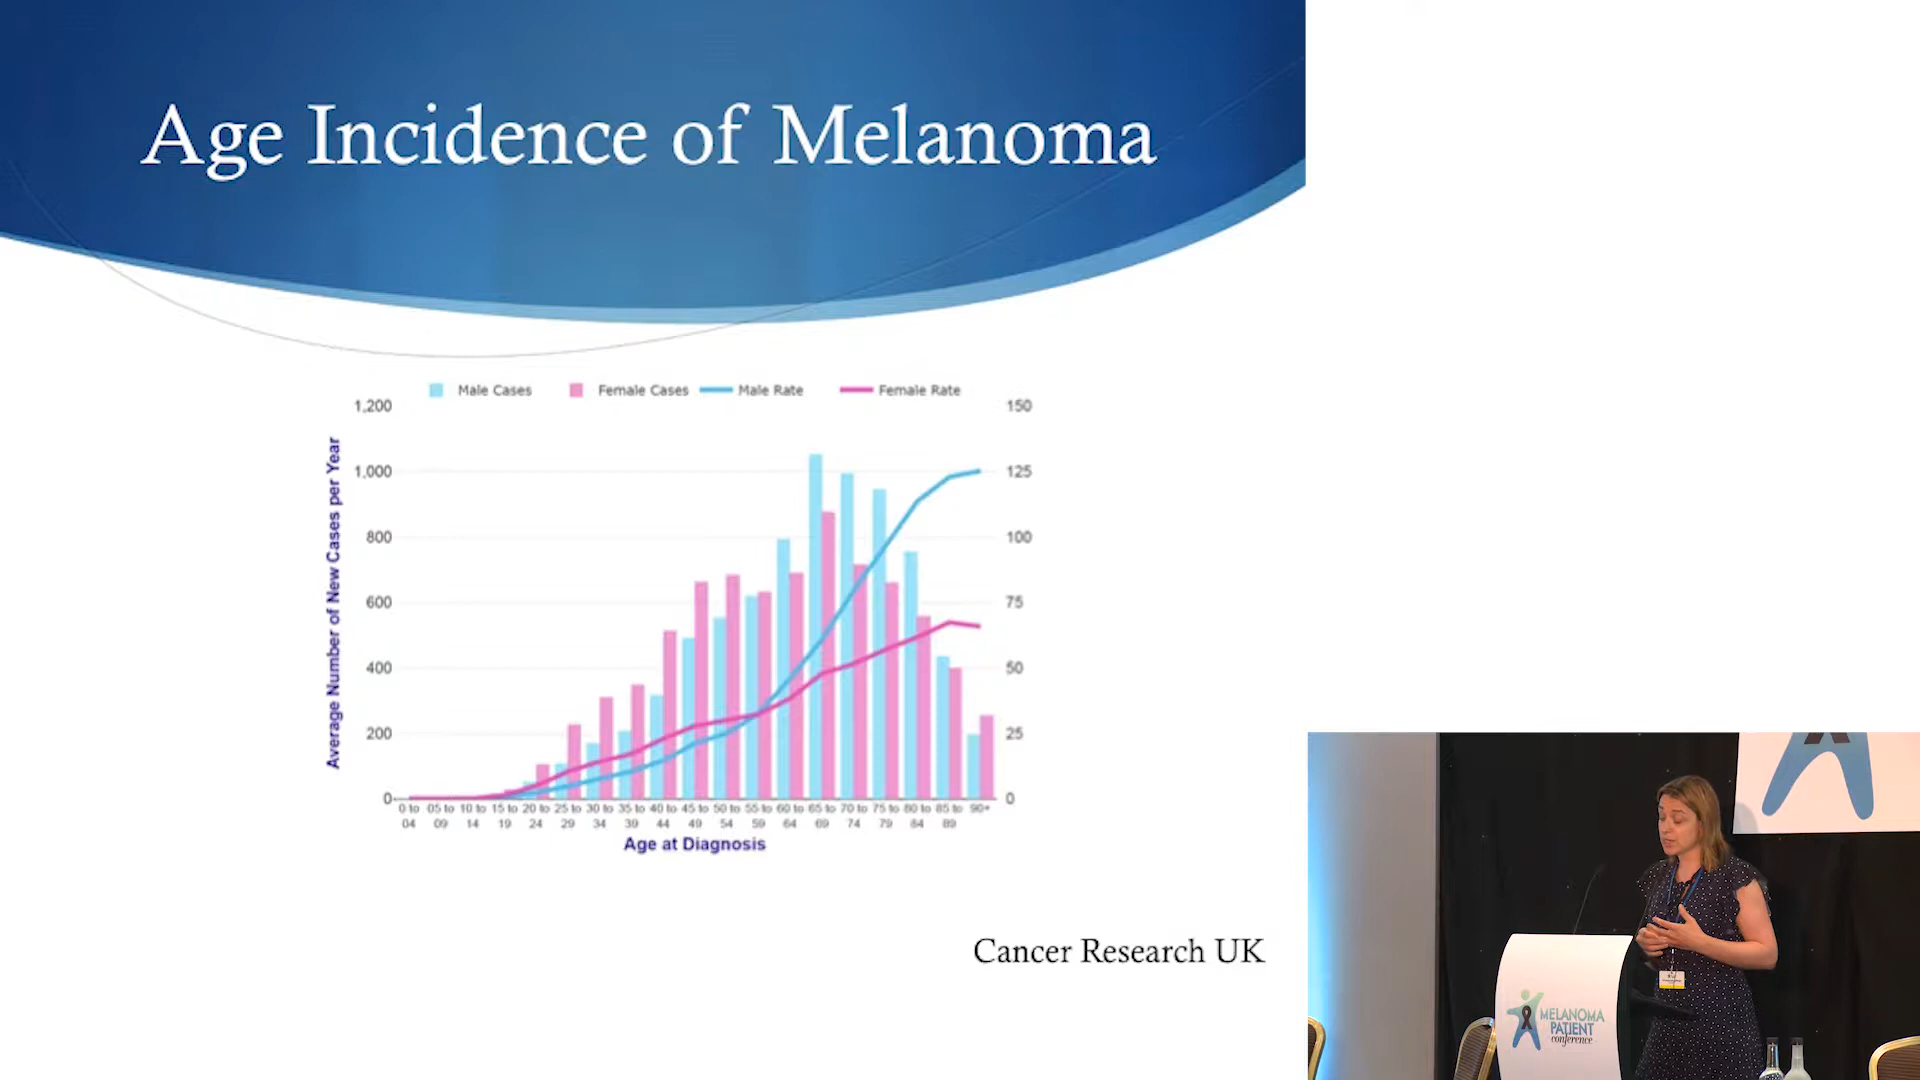 Age Incidence of Melanoma
Male Cases Female Cases Male Rate Female Rate
1,200 150
1,000 125
800 100
600 75
400 50
200 25
0 0
Average Number of New Cases per Year
0 to 05 to 10 to 15 to 20 to 25 to 30 to 35 to 40 to 45 to 50 to 55 to 60 to 65 to 70 to 75 to 80 to 85 to 90+
04 09 14 19 24 29 34 39 44 49 54 59 64 69 74 79 84 89
Age at Diagnosis
Cancer Research UK
MELANOMA
PATIENT
conference